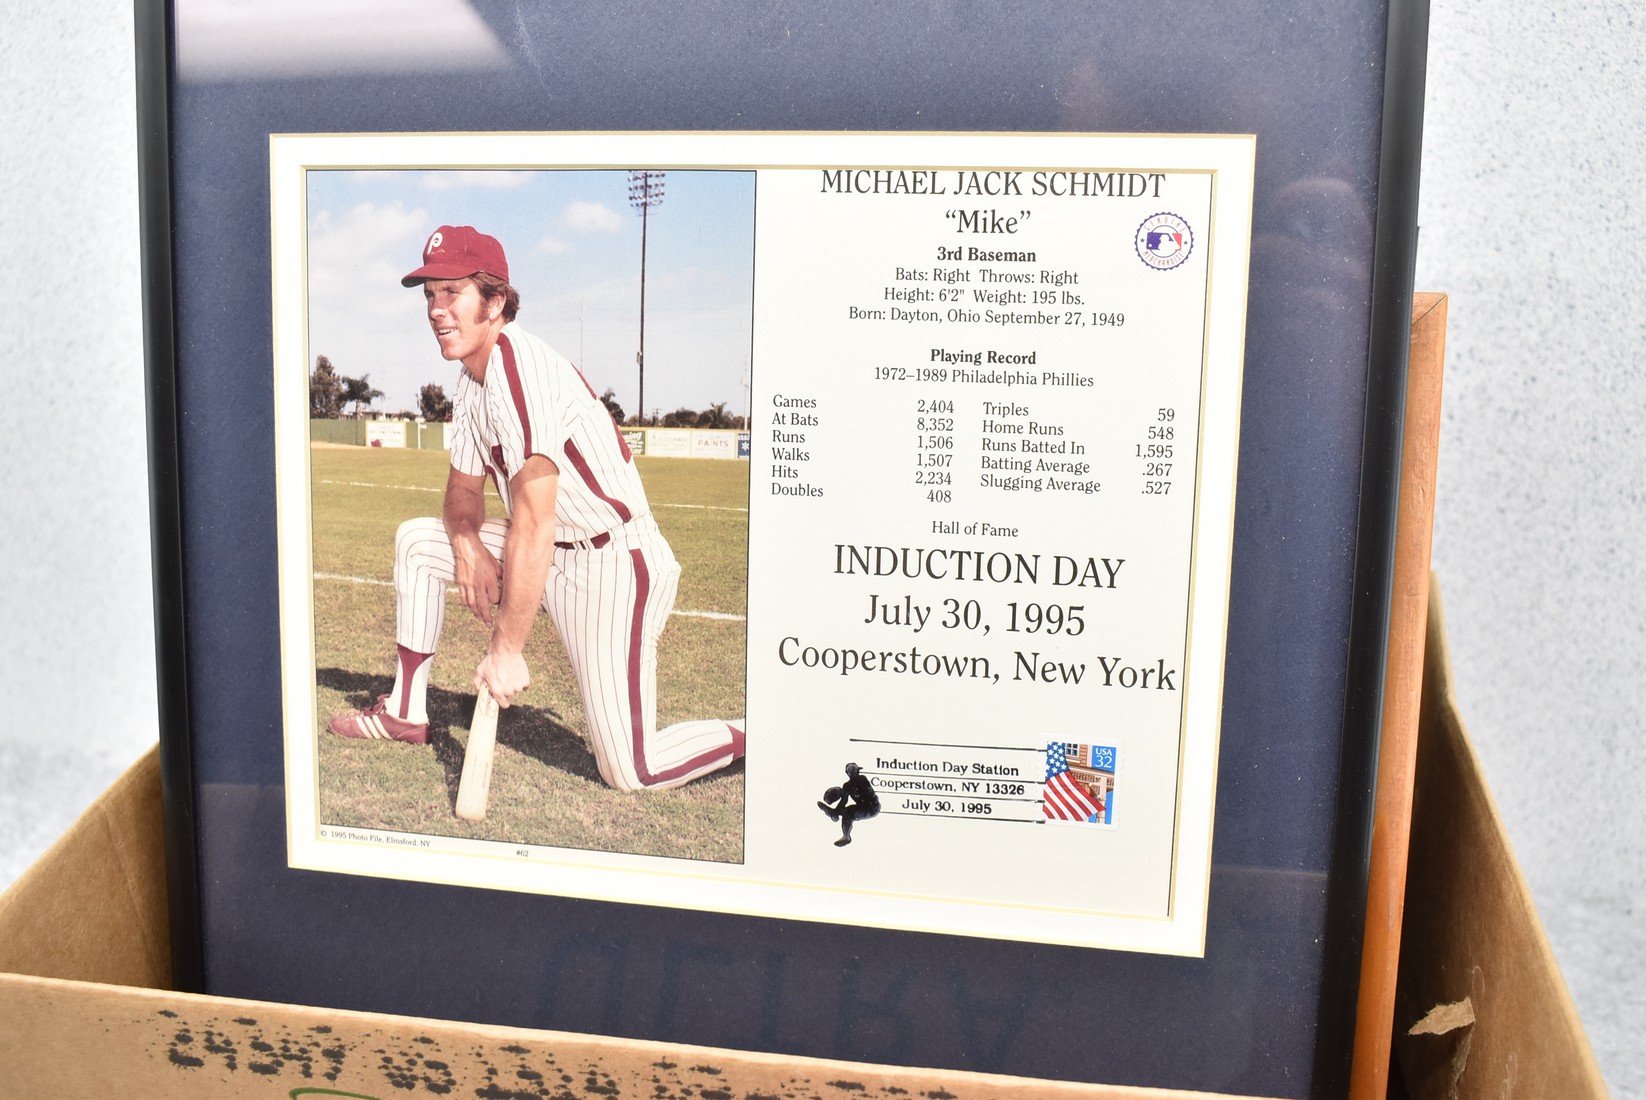 MICHAEL JACK SCHMIDT
“Mike”
3rd Baseman
Bats: Right Throws: Right
Height: 6'2" Weight: 195 lbs.
Born: Dayton, Ohio September 27, 1949
GENUINE MERCHANDISE
Playing Record
1972–1989 Philadelphia Phillies
Games 2,404
At Bats 8,352
Runs 1,506
Walks 1,507
Hits 2,234
Doubles 408
Triples 59
Home Runs 548
Runs Batted In 1,595
Batting Average .267
Slugging Average .527
Hall of Fame
INDUCTION DAY
July 30, 1995
Cooperstown, New York
Induction Day Station
Cooperstown, NY 13326
July 30, 1995
USA
32
P
PAINTS
© 1995 Photo File, Elmsford, NY
#62